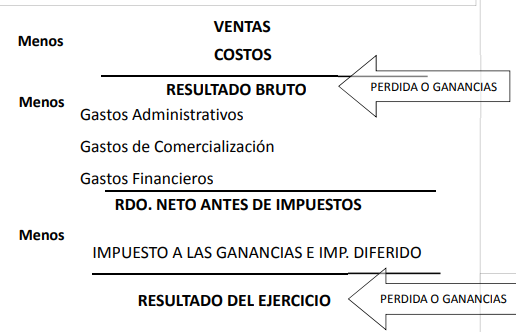 VENTAS
Menos
COSTOS
RESULTADO BRUTO
PERDIDA O GANANCIAS
Menos
Gastos Administrativos
Gastos de Comercialización
Gastos Financieros
RDO. NETO ANTES DE IMPUESTOS
Menos
IMPUESTO A LAS GANANCIAS E IMP. DIFERIDO
RESULTADO DEL EJERCICIO
PERDIDA O GANANCIAS